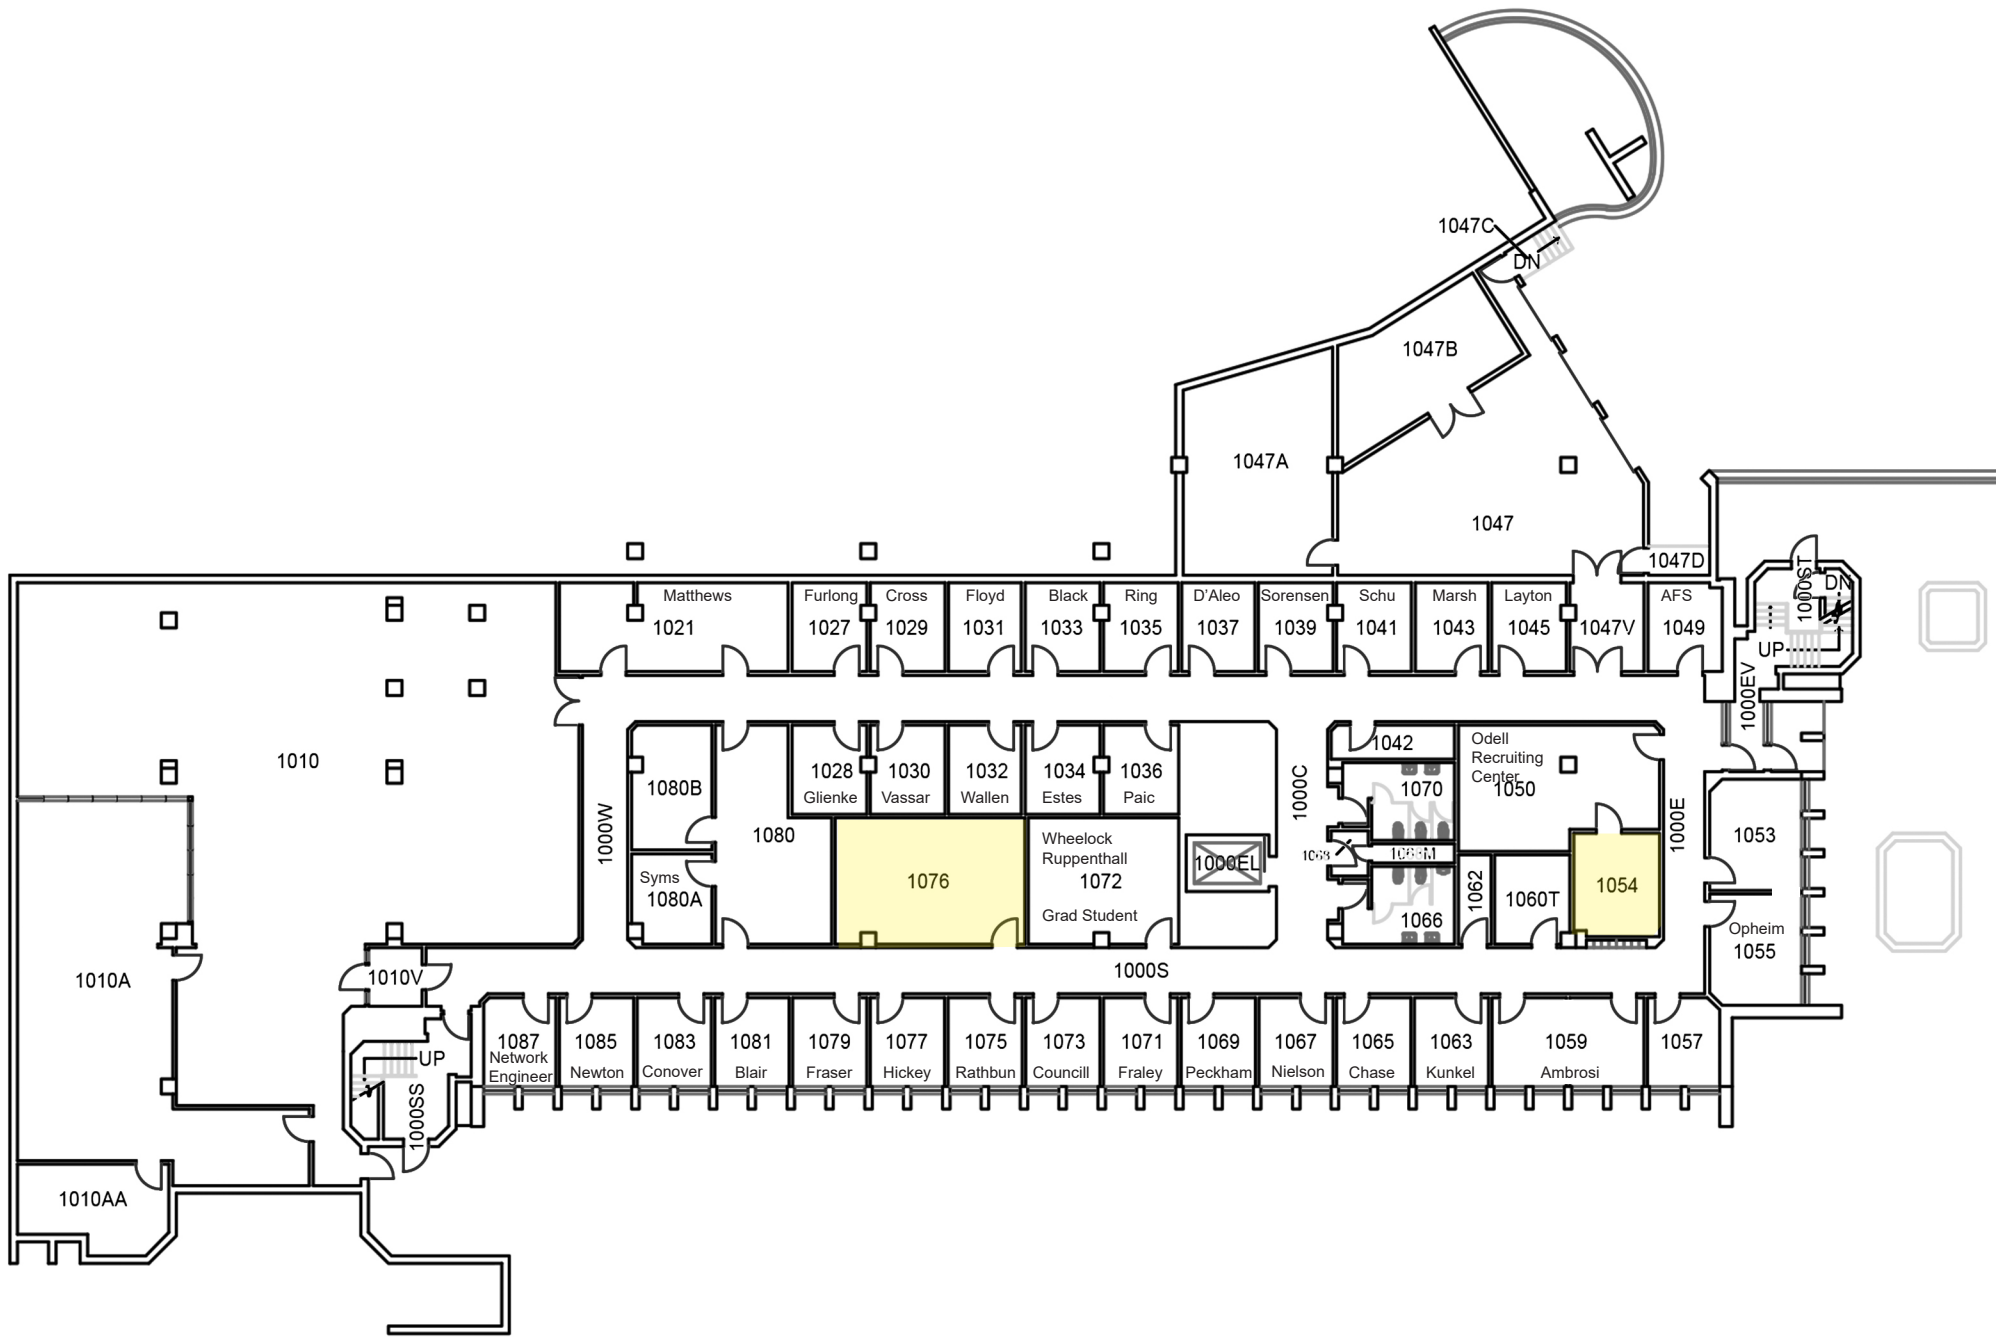 1047C
DN
1047B
1047A
1047
1047D
1000ST
DN
Matthews
1021
Furlong
1027
Cross
1029
Floyd
1031
Black
1033
Ring
1035
D'Aleo
1037
Sorensen
1039
Schu
1041
Marsh
1043
Layton
1045
1047V
AFS
1049
UP
1000EV
1010
1000W
1080B
1080
Syms
1080A
1028
Glienke
1030
Vassar
1032
Wallen
1034
Estes
1036
Paic
1076
Wheelock
Ruppenthall
1072
Grad Student
1000EL
1000C
1042
1070
1068
1068M
1066
1062
1060T
Odell
Recruiting
Center
1050
1054
1000E
1053
Opheim
1055
1010A
1010V
1000S
1010AA
UP
1000SS
1087
Network
Engineer
1085
Newton
1083
Conover
1081
Blair
1079
Fraser
1077
Hickey
1075
Rathbun
1073
Councill
1071
Fraley
1069
Peckham
1067
Nielson
1065
Chase
1063
Kunkel
1059
Ambrosi
1057